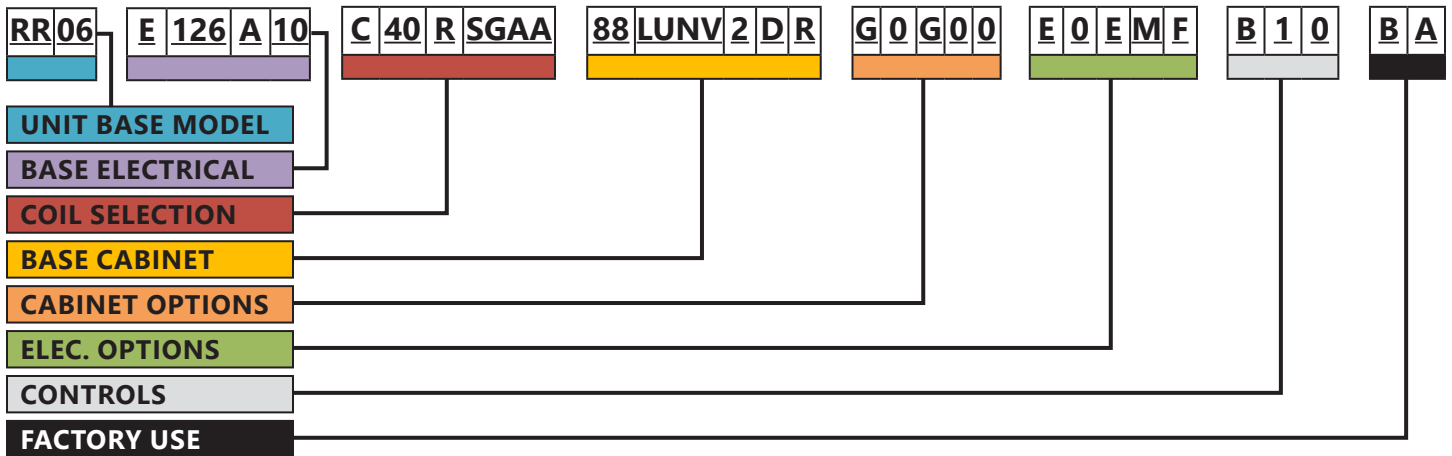 RR 06 E 126 A 10 C 40 R SGAA 88 LUNV 2 D R G 0 G 0 0 E 0 E M F B 1 0 B A
UNIT BASE MODEL
BASE ELECTRICAL
COIL SELECTION
BASE CABINET
CABINET OPTIONS
ELEC. OPTIONS
CONTROLS
FACTORY USE